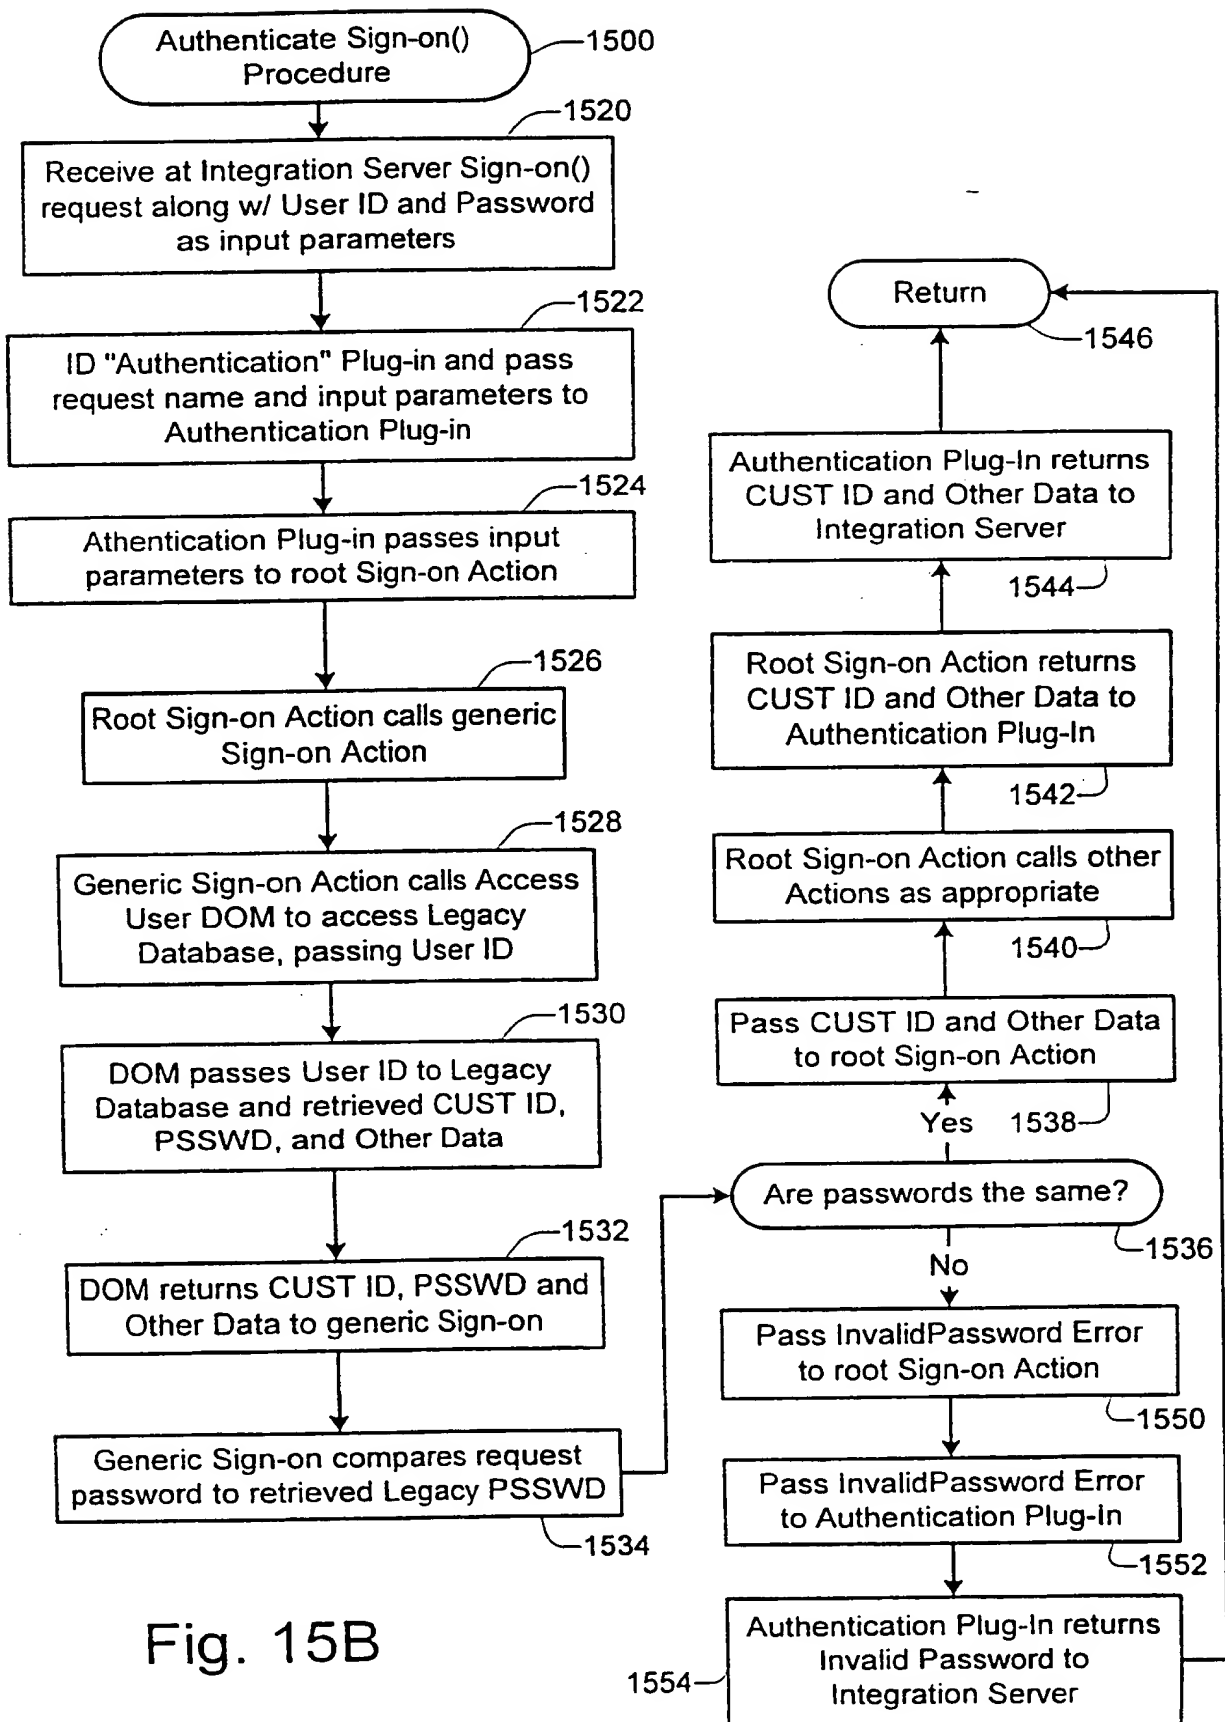 Authenticate Sign-on()
Procedure
1500
1520
Receive at Integration Server Sign-on()
request along w/ User ID and Password
as input parameters
1522
ID "Authentication" Plug-in and pass
request name and input parameters to
Authentication Plug-in
1524
Athentication Plug-in passes input
parameters to root Sign-on Action
1526
Root Sign-on Action calls generic
Sign-on Action
1528
Generic Sign-on Action calls Access
User DOM to access Legacy
Database, passing User ID
1530
DOM passes User ID to Legacy
Database and retrieved CUST ID,
PSSWD, and Other Data
1532
DOM returns CUST ID, PSSWD and
Other Data to generic Sign-on
Generic Sign-on compares request
password to retrieved Legacy PSSWD
1534
Return
1546
Authentication Plug-In returns
CUST ID and Other Data to
Integration Server
1544
Root Sign-on Action returns
CUST ID and Other Data to
Authentication Plug-In
1542
Root Sign-on Action calls other
Actions as appropriate
1540
Pass CUST ID and Other Data
to root Sign-on Action
Yes
1538
Are passwords the same?
1536
No
Pass InvalidPassword Error
to root Sign-on Action
1550
Pass InvalidPassword Error
to Authentication Plug-In
1552
Authentication Plug-In returns
Invalid Password to
Integration Server
1554
Fig. 15B